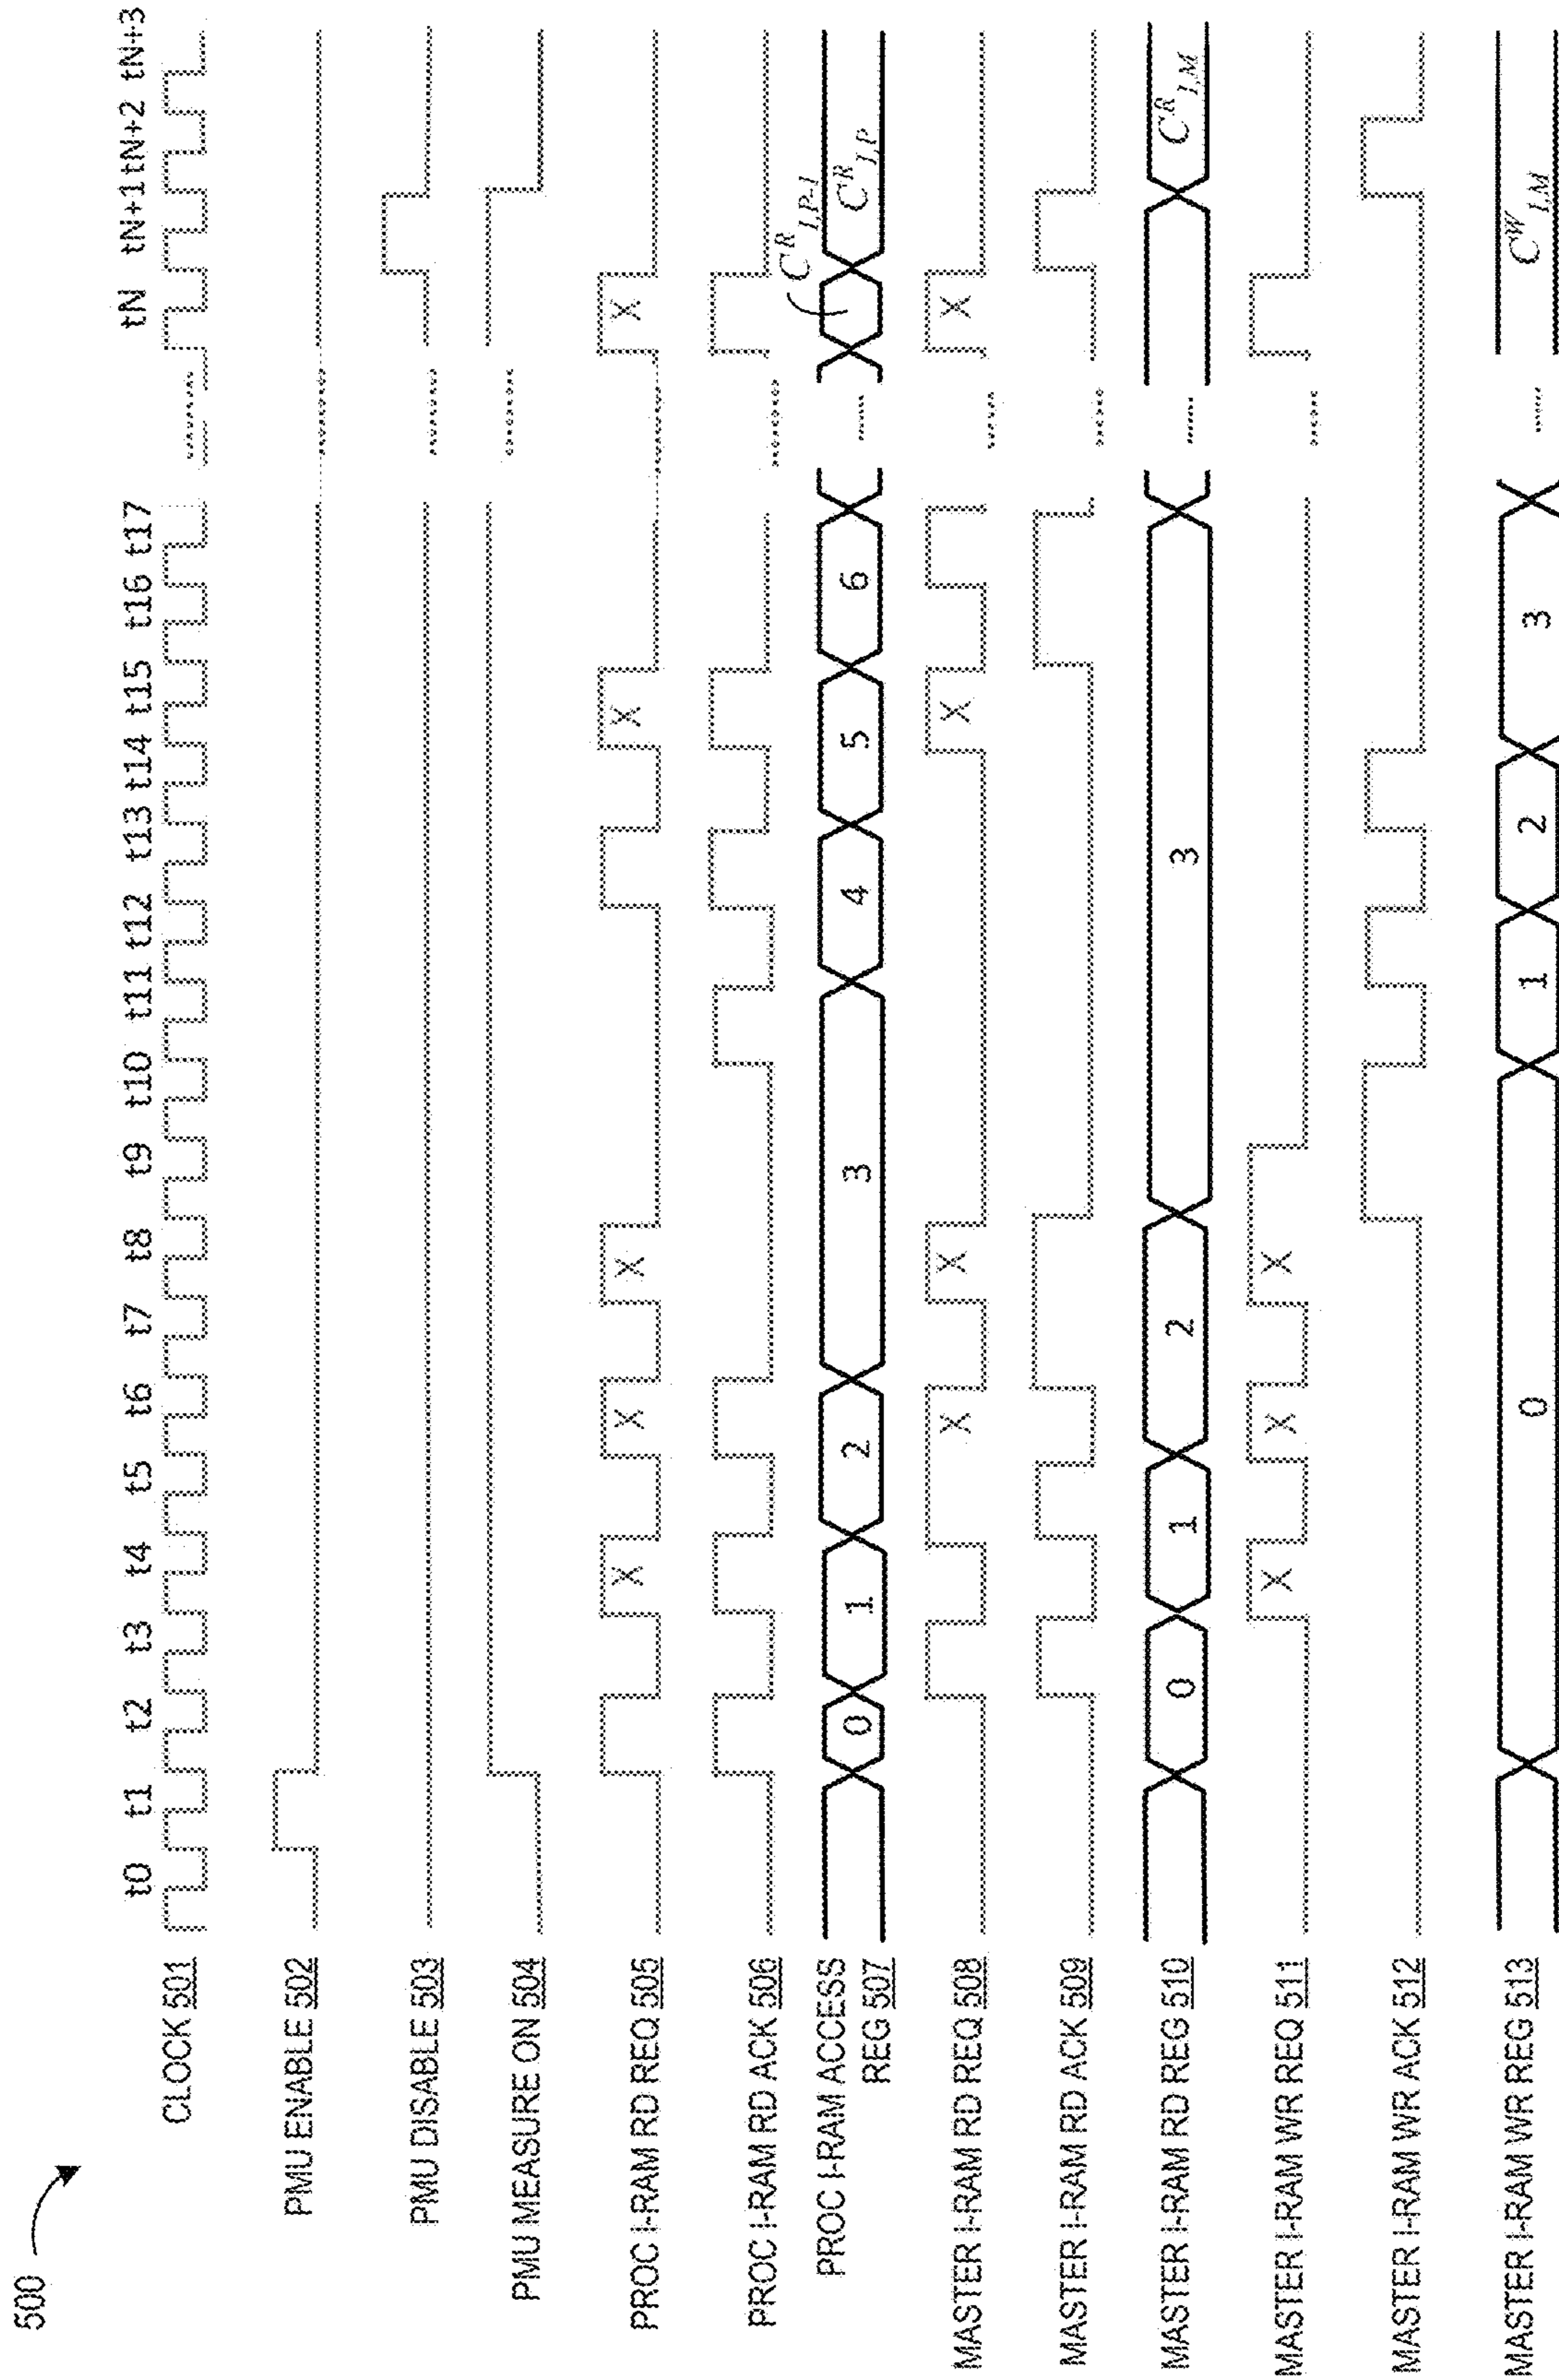 500
t0 t1 t2 t3 t4 t5 t6 t7 t8 t9 t10 t11 t12 t13 t14 t15 t16 t17 tN tN+1 tN+2 tN+3
CLOCK 501
PMU ENABLE 502
PMU DISABLE 503
PMU MEASURE ON 504
PROC I-RAM RD REQ 505 X X X X X
PROC I-RAM RD ACK 506
PROC I-RAM ACCESS
REG 507 0 1 2 3 4 5 6 C^R_{I,P-1} C^R_{I,P}
MASTER I-RAM RD REQ 508 X X X X
MASTER I-RAM RD ACK 509
MASTER I-RAM RD REG 510 0 1 2 3 C^R_{I,M}
MASTER I-RAM WR REQ 511 X X X
MASTER I-RAM WR ACK 512
MASTER I-RAM WR REG 513 0 1 2 3 C^W_{I,M}